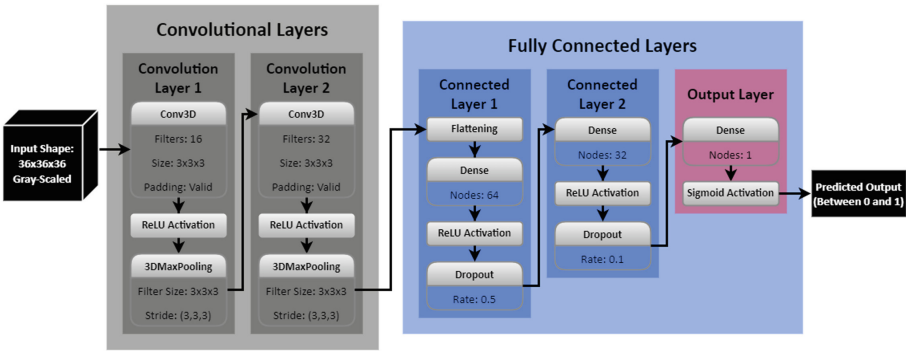 Convolutional Layers
Fully Connected Layers
Input Shape:
36x36x36
Gray-Scaled
Convolution
Layer 1
Conv3D
Filters: 16
Size: 3x3x3
Padding: Valid
ReLU Activation
3DMaxPooling
Filter Size: 3x3x3
Stride: (3,3,3)
Convolution
Layer 2
Conv3D
Filters: 32
Size: 3x3x3
Padding: Valid
ReLU Activation
3DMaxPooling
Filter Size: 3x3x3
Stride: (3,3,3)
Connected
Layer 1
Flattening
Dense
Nodes: 64
ReLU Activation
Dropout
Rate: 0.5
Connected
Layer 2
Dense
Nodes: 32
ReLU Activation
Dropout
Rate: 0.1
Output Layer
Dense
Nodes: 1
Sigmoid Activation
Predicted Output
(Between 0 and 1)